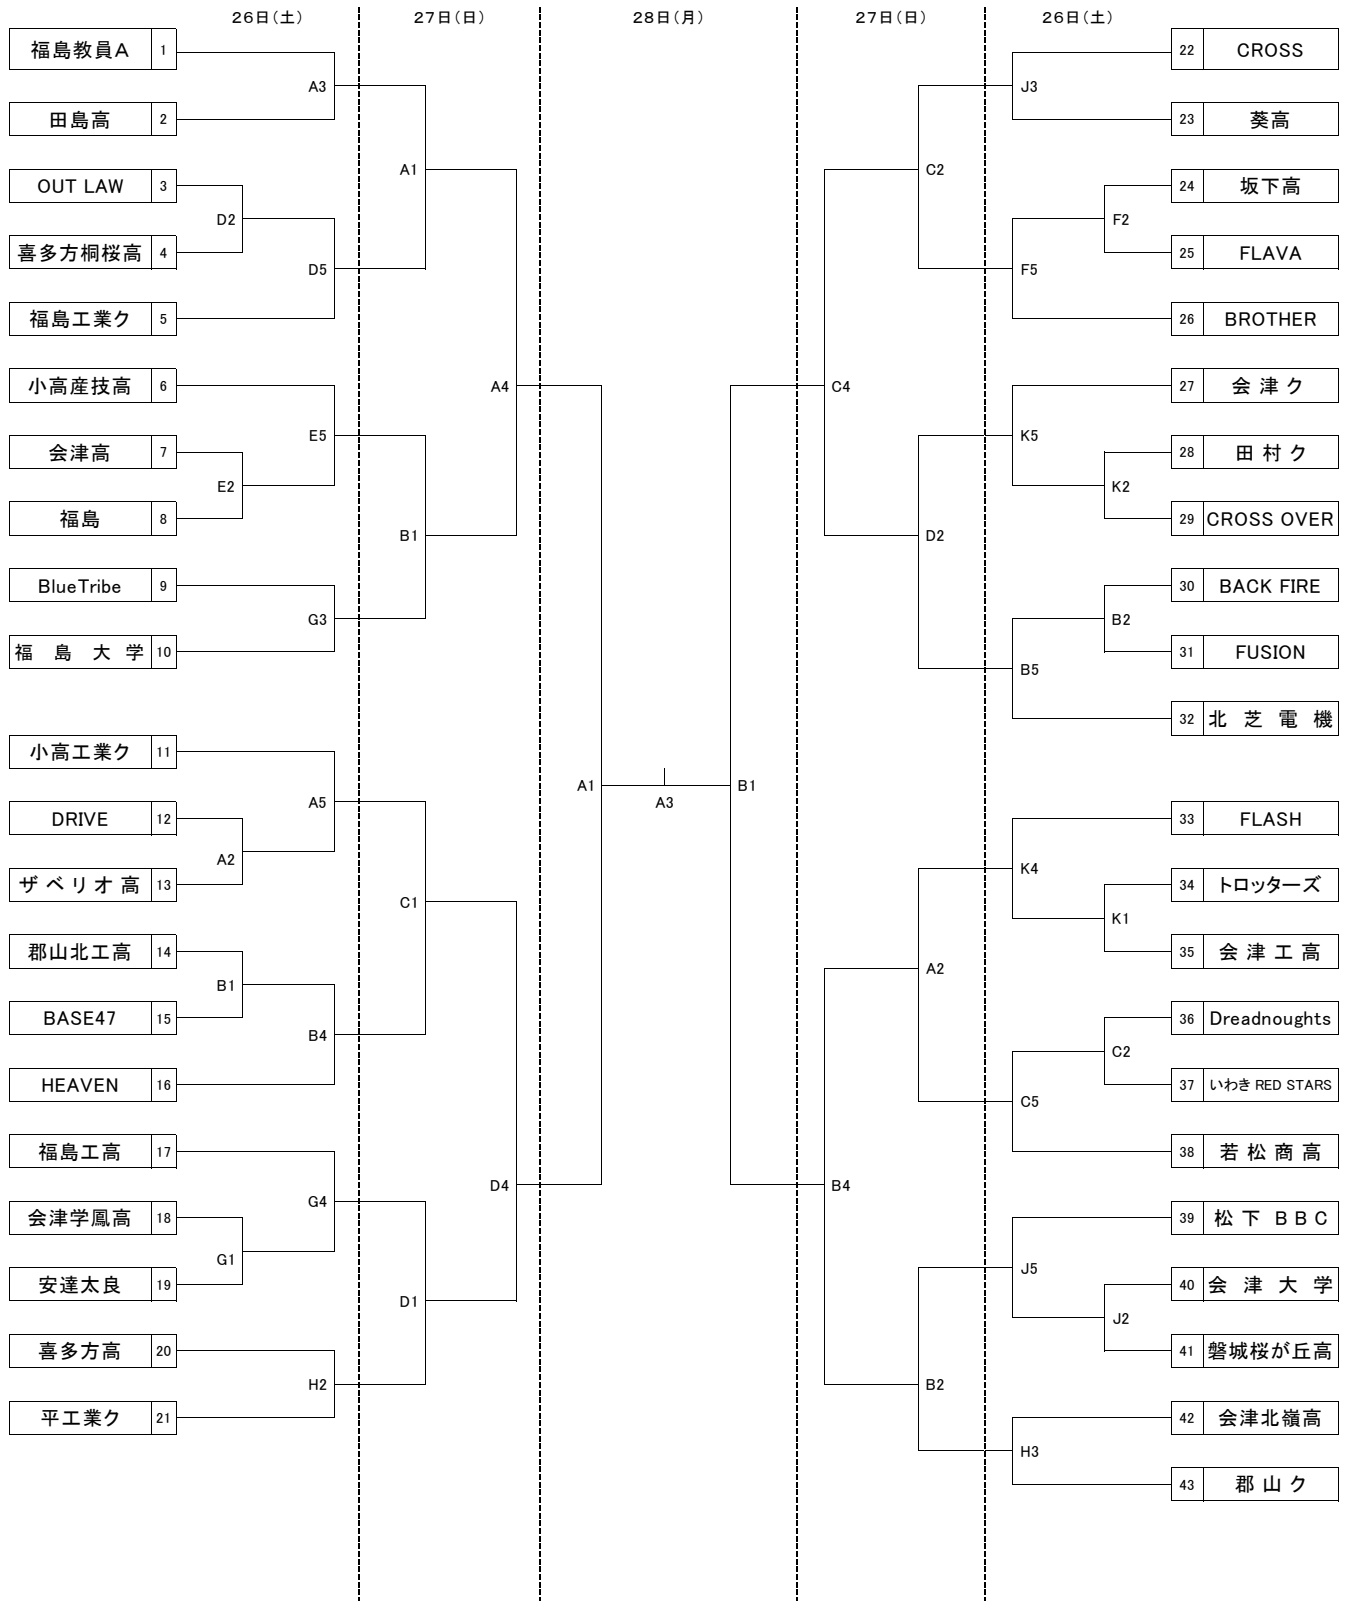 26日(土) 27日(日) 28日(月) 27日(日) 26日(土)
福島教員A 1
A3
田島高 2
A1
OUT LAW 3
D2
喜多方桐桜高 4
D5
福島工業ク 5
小高産技高 6
A4
E5
会津高 7
E2
福島 8
B1
BlueTribe 9
G3
福島大学 10
小高工業ク 11
A5
DRIVE 12
A2
ザベリオ高 13
C1
郡山北工高 14
B1
BASE47 15
B4
HEAVEN 16
福島工高 17
D4
G4
会津学鳳高 18
G1
安達太良 19
D1
喜多方高 20
H2
平工業ク 21
A1
A3
B1
22 CROSS
J3
23 葵高
C2
24 坂下高
F2
25 FLAVA
F5
26 BROTHER
27 会津ク
C4
K5
28 田村ク
K2
29 CROSS OVER
D2
30 BACK FIRE
B2
31 FUSION
B5
32 北芝電機
33 FLASH
K4
34 トロッターズ
K1
35 会津工高
A2
36 Dreadnoughts
C2
37 いわき RED STARS
C5
38 若松商高
B4
39 松下 BBC
J5
40 会津大学
J2
41 磐城桜が丘高
B2
42 会津北嶺高
H3
43 郡山ク